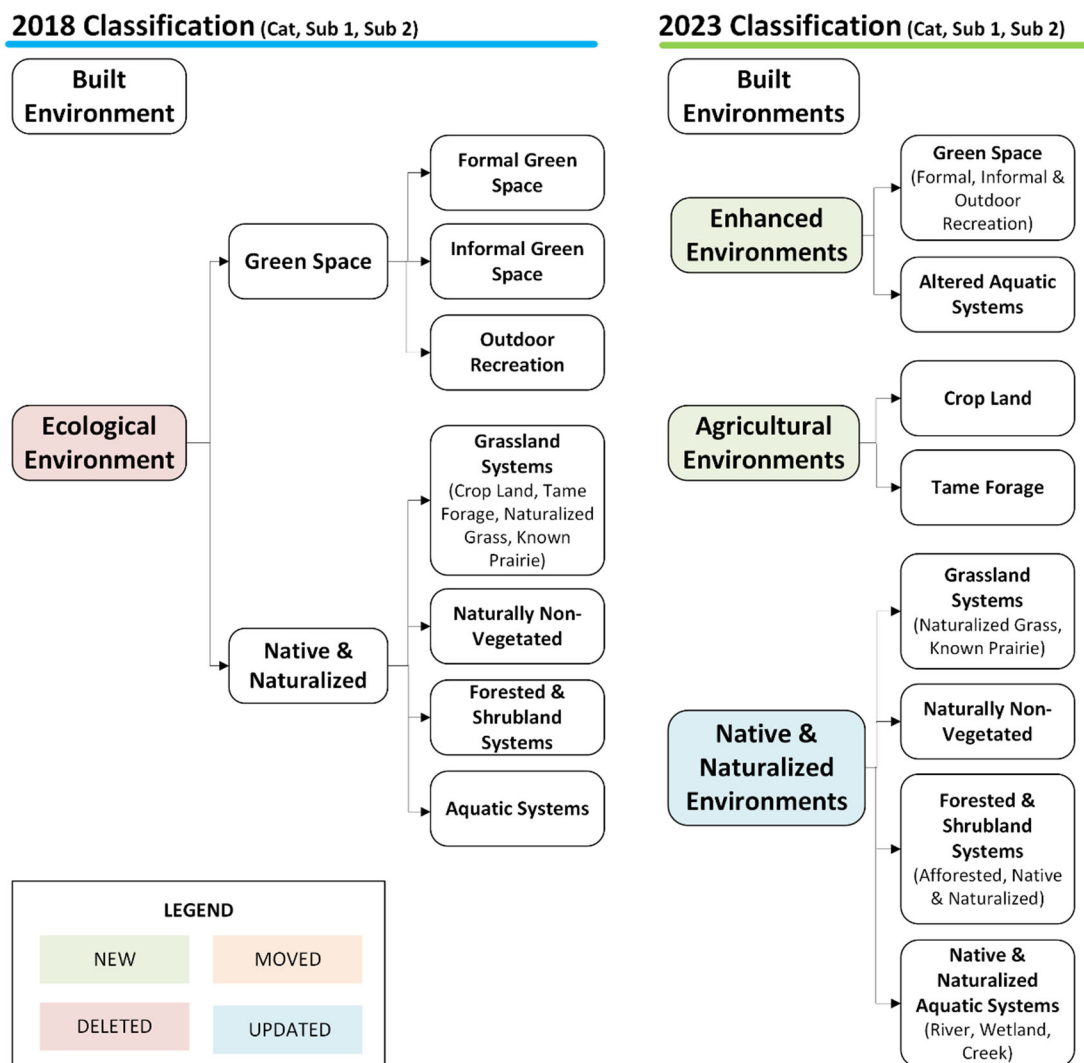 2018 Classification (Cat, Sub 1, Sub 2)
Built
Environment
Formal Green
Space
Green Space
Informal Green
Space
Outdoor
Recreation
Ecological
Environment
Grassland
Systems
(Crop Land, Tame
Forage, Naturalized
Grass, Known
Prairie)
Naturally Non-
Vegetated
Native &
Naturalized
Forested &
Shrubland
Systems
Aquatic Systems
LEGEND
NEW
MOVED
DELETED
UPDATED
2023 Classification (Cat, Sub 1, Sub 2)
Built
Environments
Enhanced
Environments
Green Space
(Formal, Informal &
Outdoor
Recreation)
Altered Aquatic
Systems
Agricultural
Environments
Crop Land
Tame Forage
Native &
Naturalized
Environments
Grassland
Systems
(Naturalized Grass,
Known Prairie)
Naturally Non-
Vegetated
Forested &
Shrubland
Systems
(Afforested, Native
& Naturalized)
Native &
Naturalized
Aquatic Systems
(River, Wetland,
Creek)